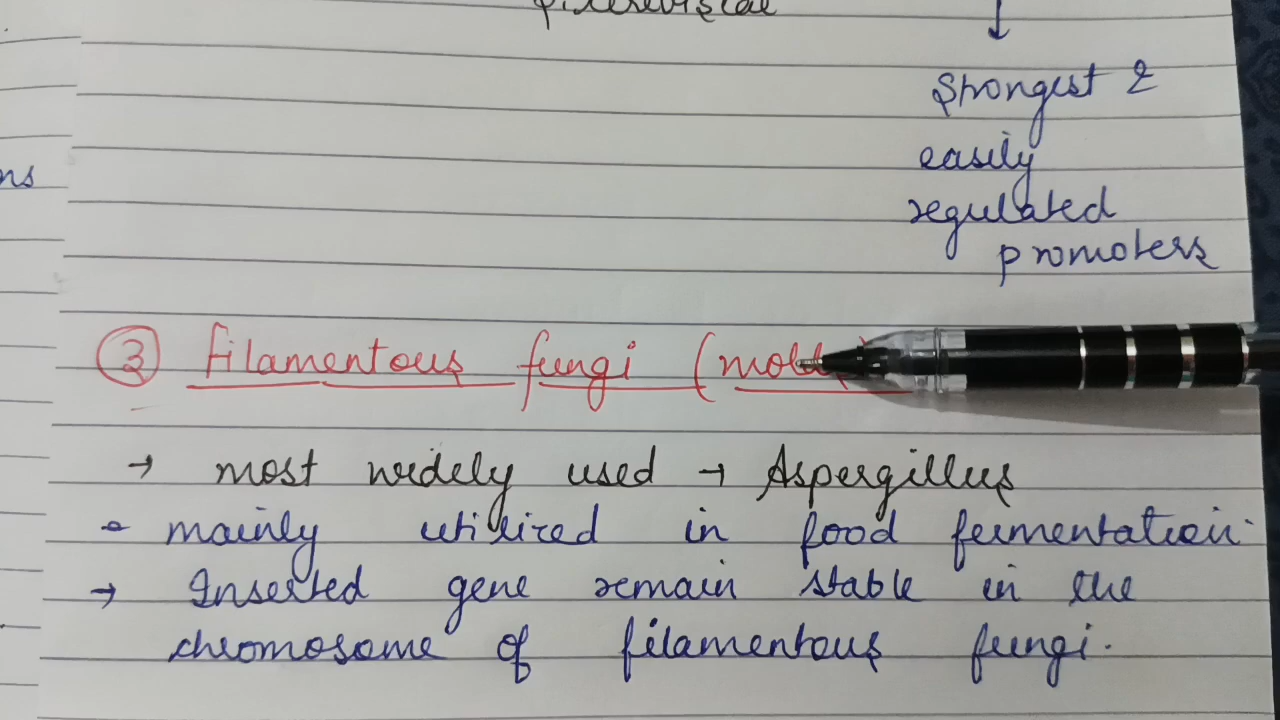 Strongest &
easily
regulated
promoters
ns
③ filamentous fungi (
→ most widely used → Aspergillus
- mainly utilized in food fermentation.
→ Inserted gene remain stable in the
chromosome of filamentous fungi.